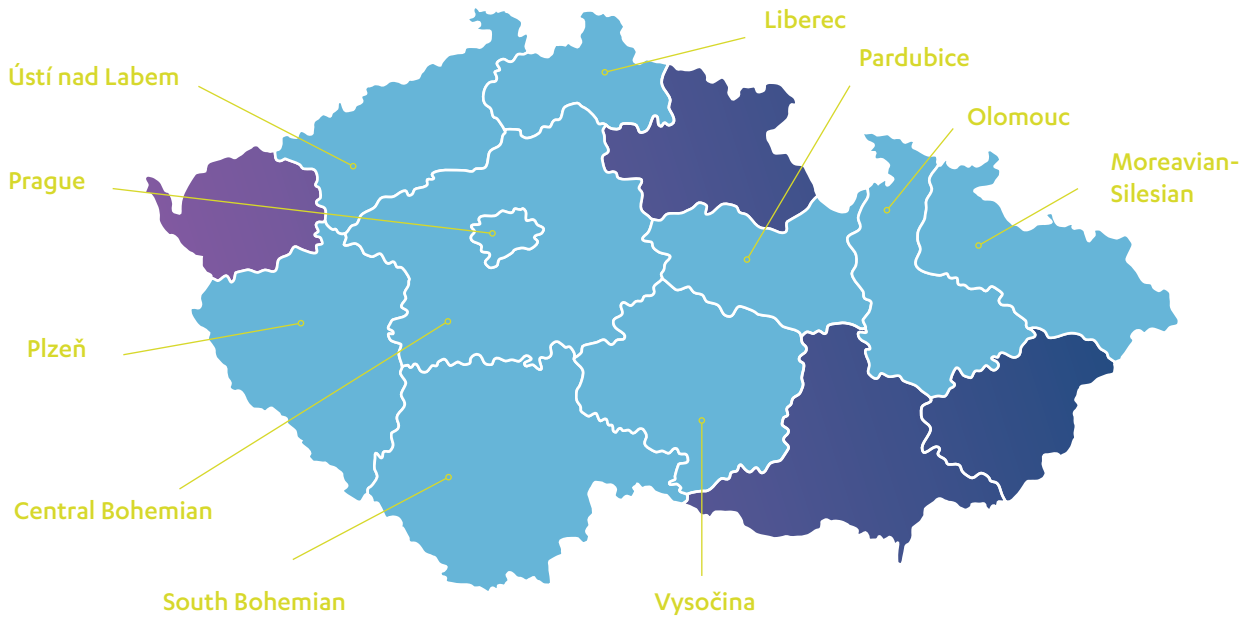 Liberec
Pardubice
Ústí nad Labem
Olomouc
Moreavian-
Silesian
Prague
Plzeň
Central Bohemian
South Bohemian
Vysočina